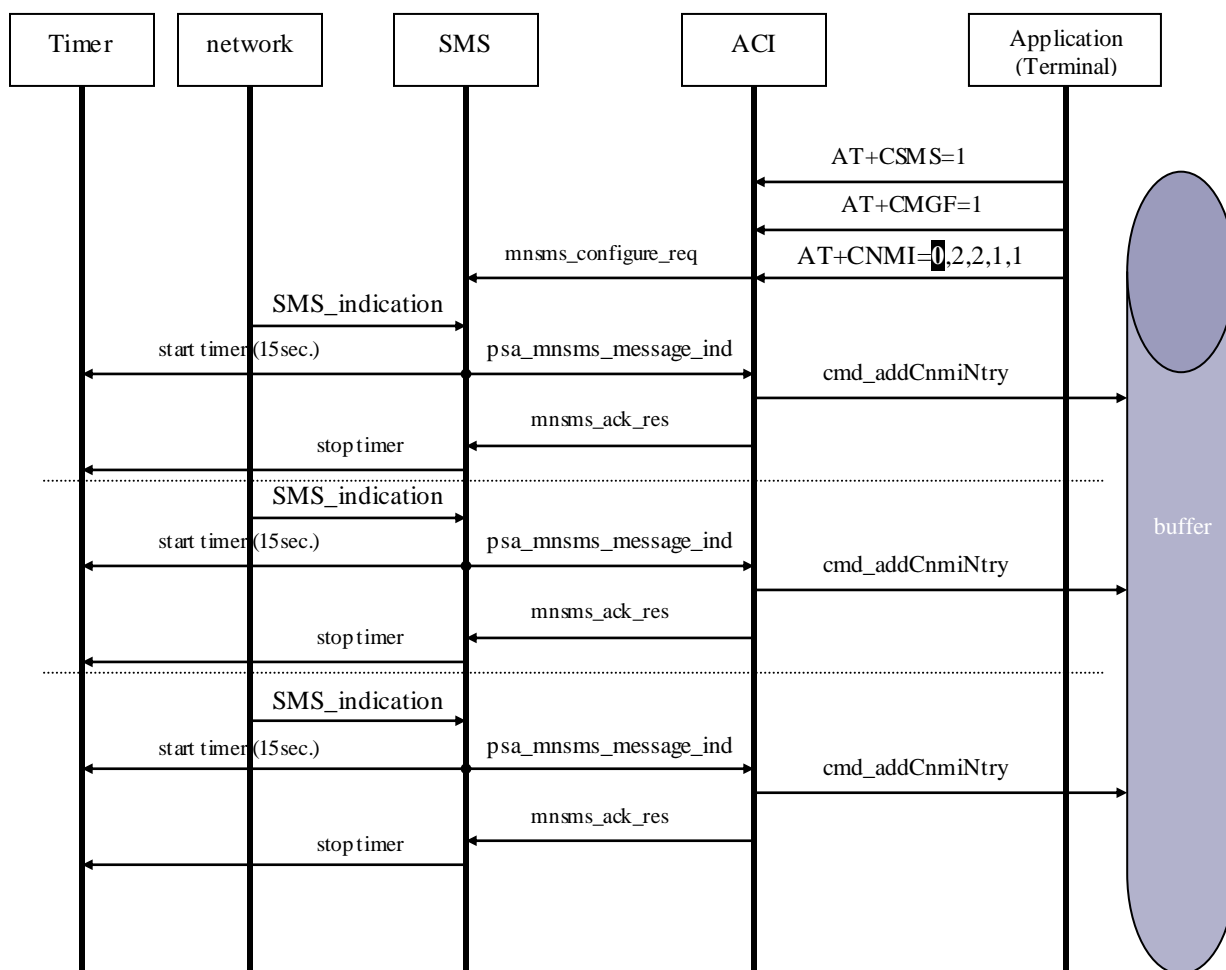 Timer
network
SMS
ACI
Application
(Terminal)
AT+CSMS=1
AT+CMGF=1
mnsms_configure_req
AT+CNMI=0,2,2,1,1
SMS_indication
start timer (15sec.)
psa_mnsms_message_ind
cmd_addCnmiNtry
mnsms_ack_res
stop timer
SMS_indication
buffer
start timer (15sec.)
psa_mnsms_message_ind
cmd_addCnmiNtry
mnsms_ack_res
stop timer
SMS_indication
start timer (15sec.)
psa_mnsms_message_ind
cmd_addCnmiNtry
mnsms_ack_res
stop timer